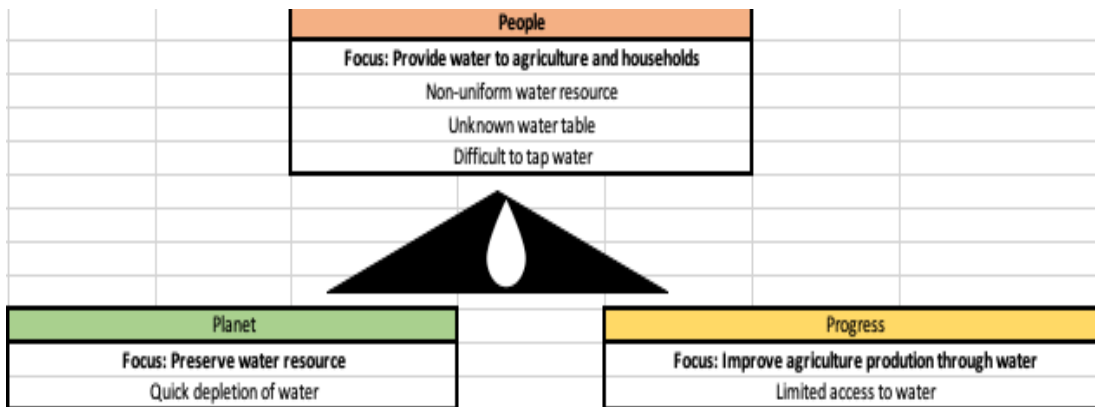 People
Focus: Provide water to agriculture and households
Non-uniform water resource
Unknown water table
Difficult to tap water
Planet
Focus: Preserve water resource
Quick depletion of water
Progress
Focus: Improve agriculture prodution through water
Limited access to water